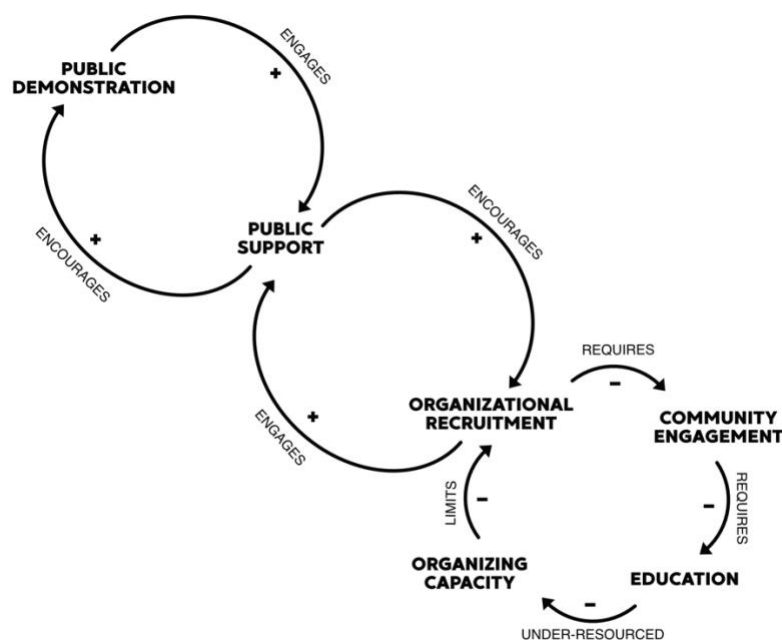 ENGAGES
PUBLIC
DEMONSTRATION
+
PUBLIC
SUPPORT
+
ENCOURAGES
ENCOURAGES
+
REQUIRES
-
ORGANIZATIONAL
RECRUITMENT
COMMUNITY
ENGAGEMENT
+
ENGAGES
LIMITS
-
-
REQUIRES
ORGANIZING
CAPACITY
EDUCATION
-
UNDER-RESOURCED